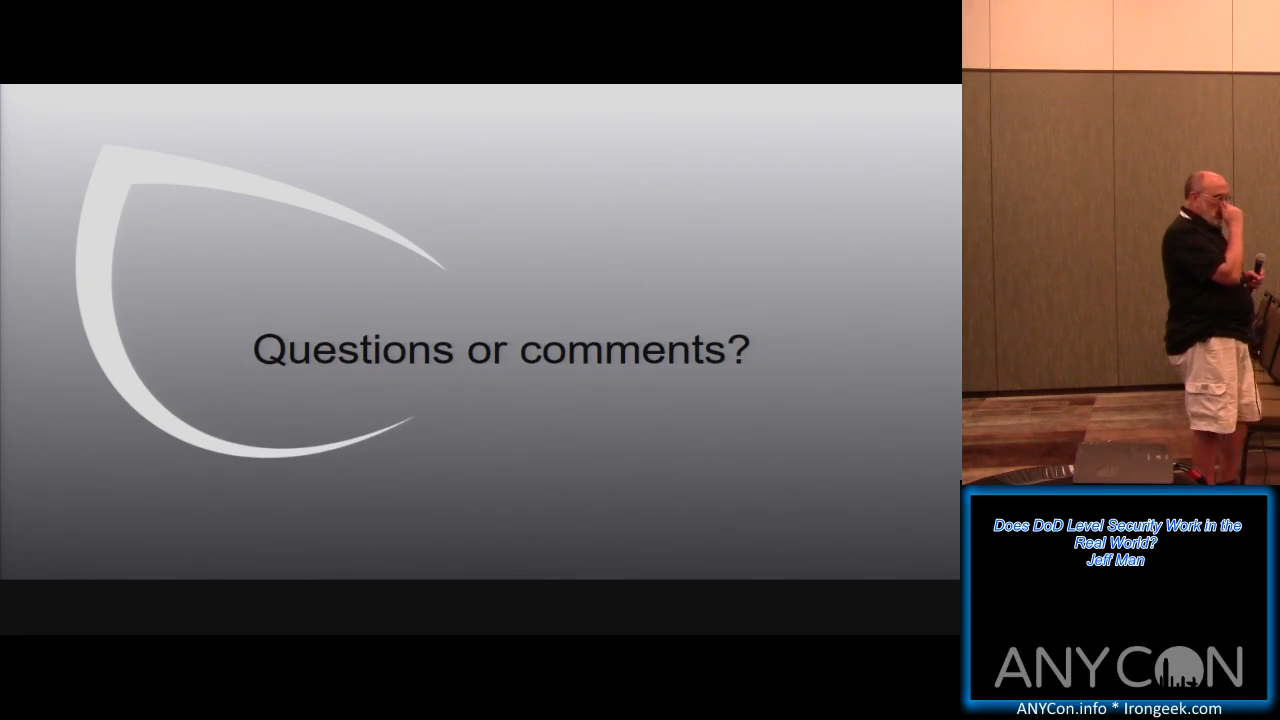 Questions or comments?
Does DoD Level Security Work in the
Real World?
Jeff Man
ANYCON
ANYCon.info * Irongeek.com